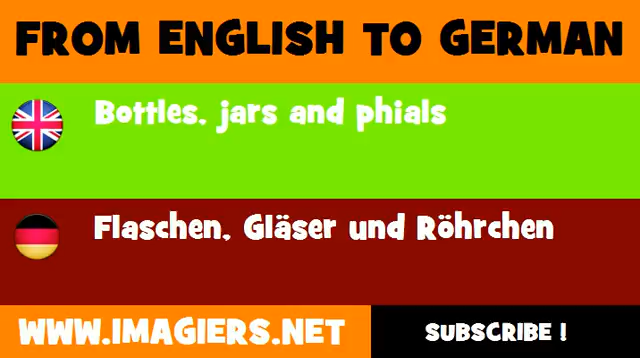 FROM ENGLISH TO GERMAN
Bottles, jars and phials
Flaschen, Gläser und Röhrchen
WWW.IMAGIERS.NET
SUBSCRIBE !